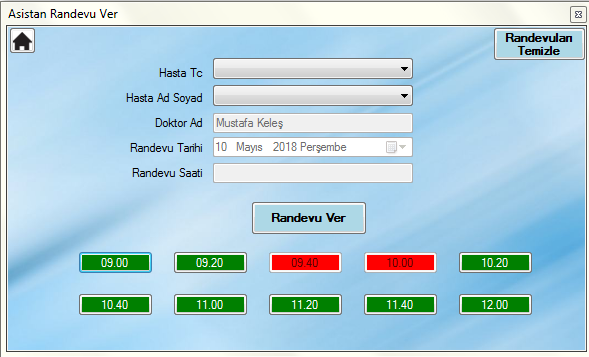 Asistan Randevu Ver
Randevuları
Temizle
Hasta Tc
Hasta Ad Soyad
Doktor Ad Mustafa Keleş
Randevu Tarihi 10 Mayıs 2018 Perşembe
Randevu Saati
Randevu Ver
09.00 09.20 09.40 10.00 10.20
10.40 11.00 11.20 11.40 12.00